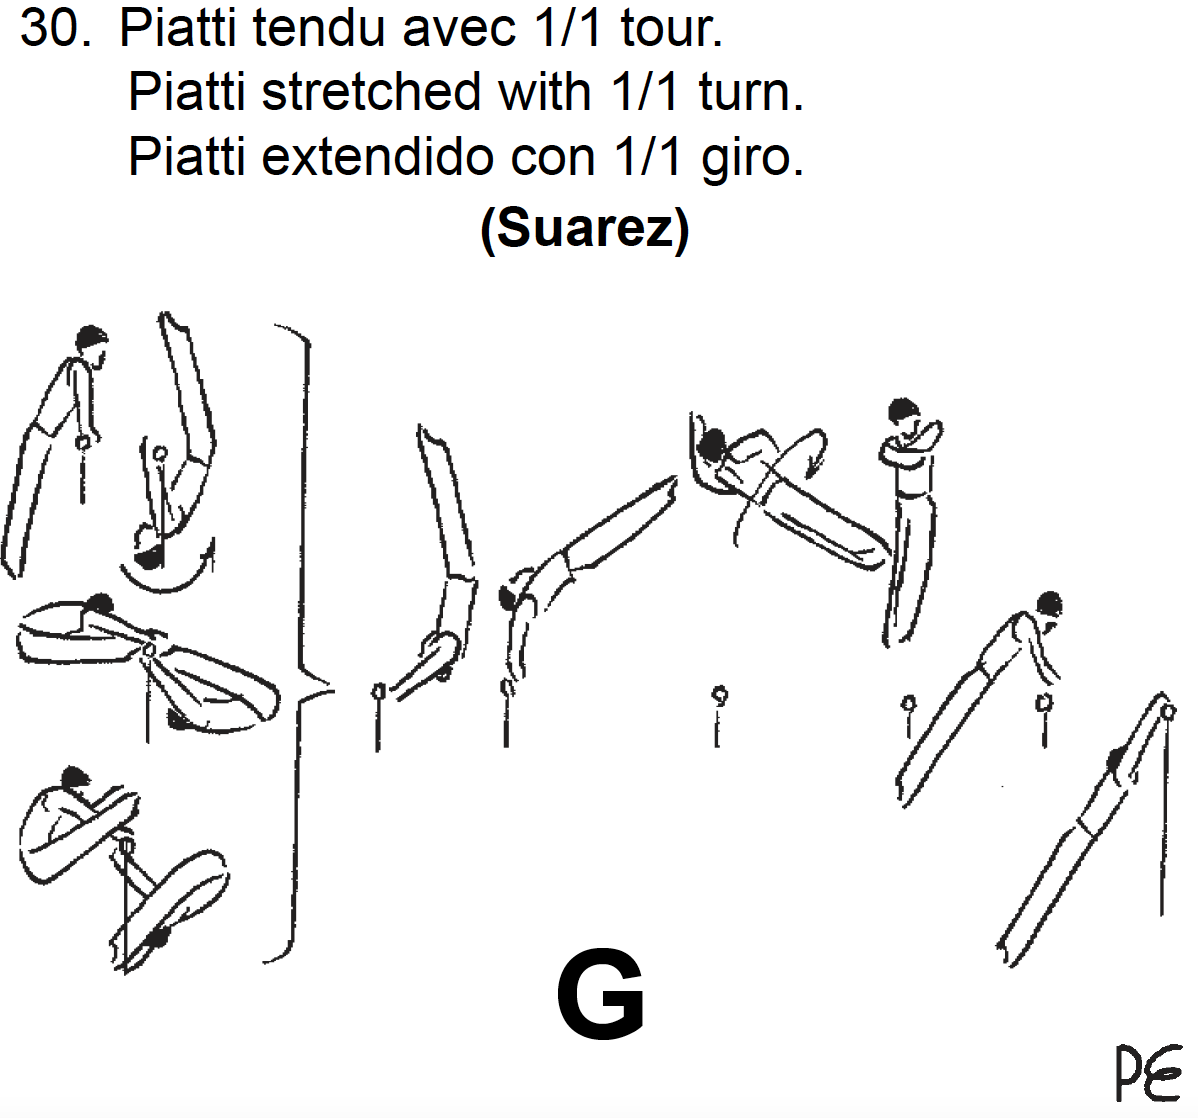 30. Piatti tendu avec 1/1 tour.
Piatti stretched with 1/1 turn.
Piatti extendido con 1/1 giro.
(Suarez)
G
PE